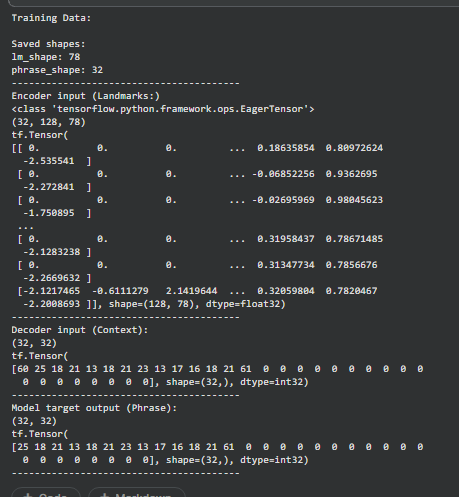 Training Data:
Saved shapes:
lm_shape: 78
phrase_shape: 32
----------------------------------------
Encoder input (Landmarks:)
<class 'tensorflow.python.framework.ops.EagerTensor'>
(32, 128, 78)
tf.Tensor(
[[ 0.          0.          0.         ...  0.18635854  0.80972624
  -2.535541  ]
 [ 0.          0.          0.         ... -0.06852256  0.9362695
  -2.272841  ]
 [ 0.          0.          0.         ... -0.02695969  0.98045623
  -1.750895  ]
 ...
 [ 0.          0.          0.         ...  0.31958437  0.78671485
  -2.1283238 ]
 [ 0.          0.          0.         ...  0.31347734  0.7856676
  -2.2669632 ]
 [-2.1217465  -0.6111279   2.1419644  ...  0.32059804  0.7820467
  -2.2008693 ]], shape=(128, 78), dtype=float32)
----------------------------------------
Decoder input (Context):
(32, 32)
tf.Tensor(
[60 25 18 21 13 18 21 23 13 17 16 18 21 61  0  0  0  0  0  0  0  0  0  0
  0  0  0  0  0  0  0  0], shape=(32,), dtype=int32)
----------------------------------------
Model target output (Phrase):
(32, 32)
tf.Tensor(
[25 18 21 13 18 21 23 13 17 16 18 21 61  0  0  0  0  0  0  0  0  0  0  0
  0  0  0  0  0  0  0  0], shape=(32,), dtype=int32)
----------------------------------------